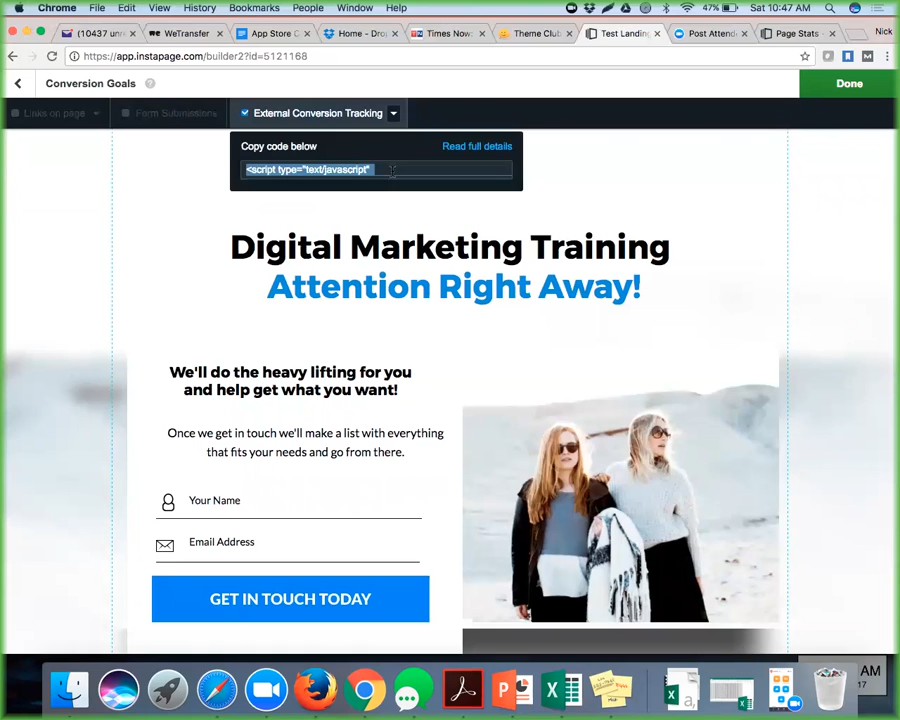 Chrome File Edit View History Bookmarks People Window Help 47% Sat 10:47 AM
(10437 unr WeTransfer App Store C Home - Dro Times Now: Theme Club Test Landing Post Attend Page Stats - Nick
https://app.instapage.com/builder2?id=5121168
Conversion Goals ? Done
Links on page Form Submissions External Conversion Tracking
Copy code below Read full details
<script type="text/javascript"
Digital Marketing Training
Attention Right Away!
We'll do the heavy lifting for you
and help get what you want!
Once we get in touch we'll make a list with everything
that fits your needs and go from there.
Your Name
Email Address
GET IN TOUCH TODAY
AM
17